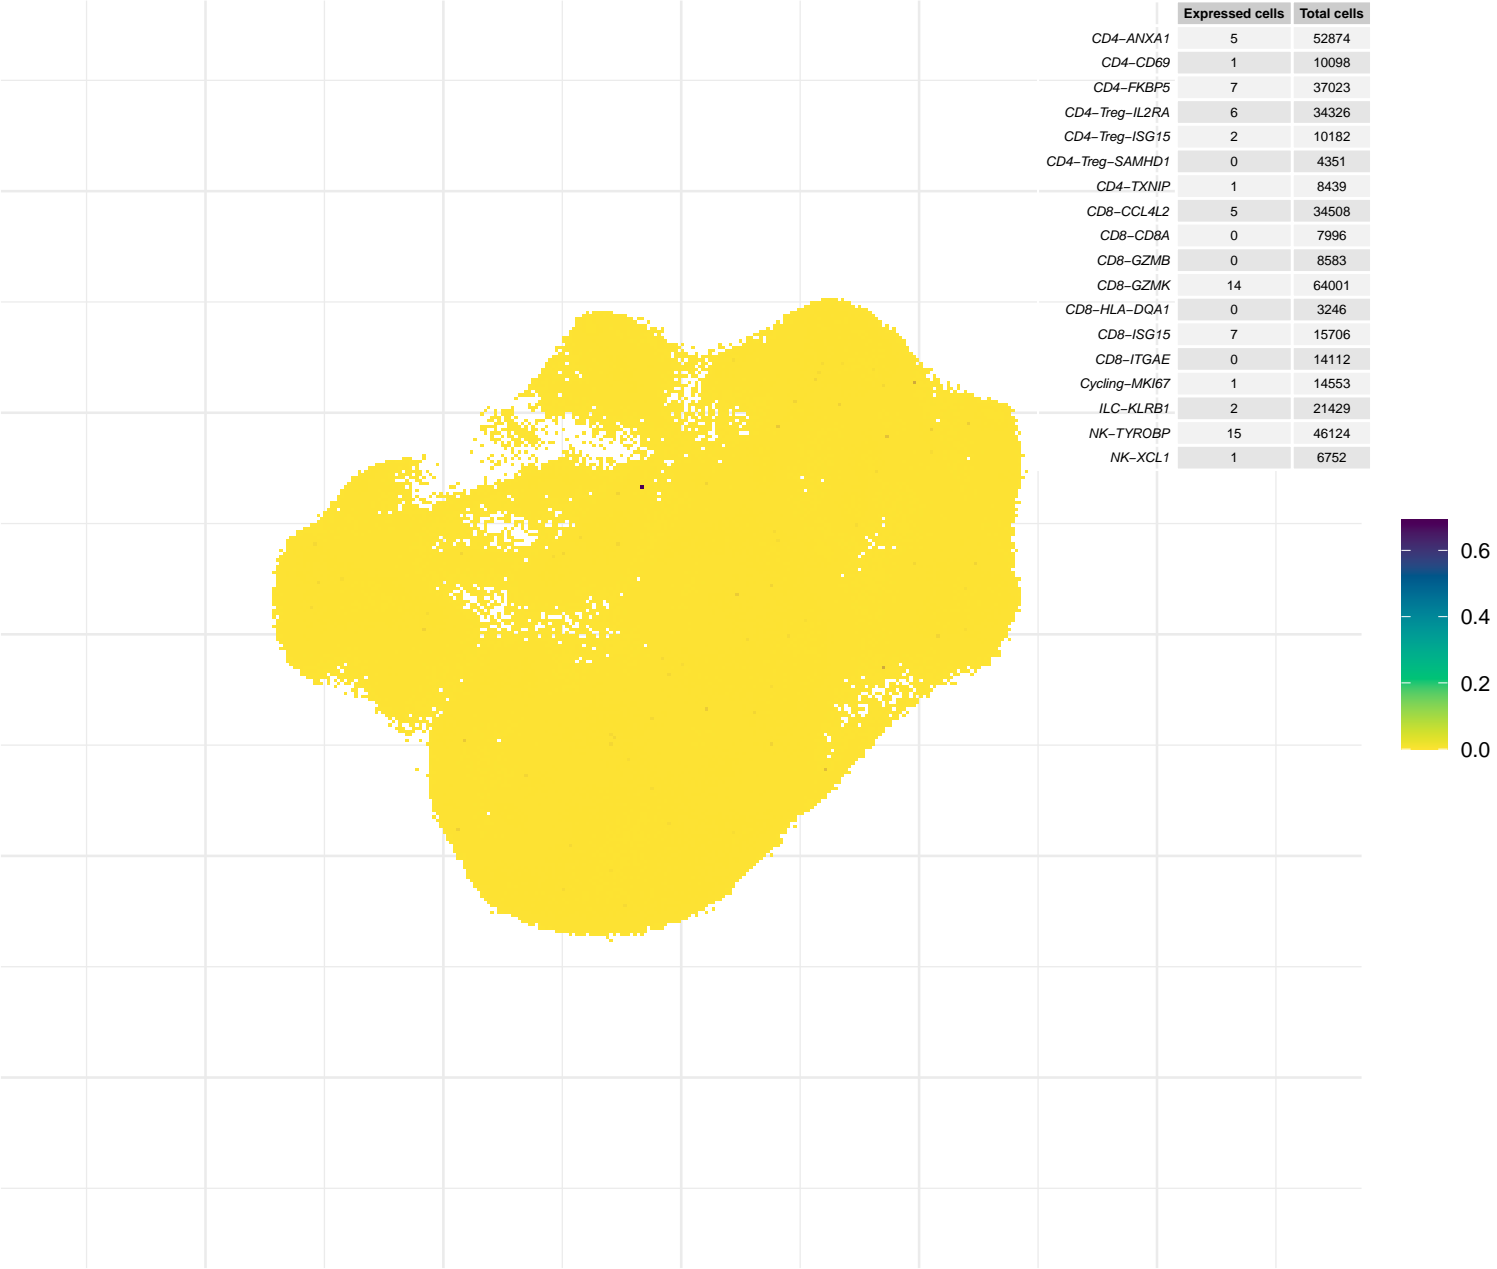 Expressed cells Total cells
CD4−ANXA1 5 52874
CD4−CD69 1 10098
CD4−FKBP5 7 37023
CD4−Treg−IL2RA 6 34326
CD4−Treg−ISG15 2 10182
CD4−Treg−SAMHD1 0 4351
CD4−TXNIP 1 8439
CD8−CCL4L2 5 34508
CD8−CD8A 0 7996
CD8−GZMB 0 8583
CD8−GZMK 14 64001
CD8−HLA−DQA1 0 3246
CD8−ISG15 7 15706
CD8−ITGAE 0 14112
Cycling−MKI67 1 14553
ILC−KLRB1 2 21429
NK−TYROBP 15 46124
NK−XCL1 1 6752
0.6
0.4
0.2
0.0